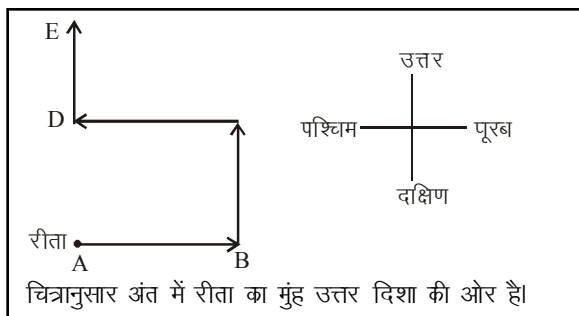 E
उत्तर
D
पश्चिम
पूरब
दक्षिण
रीता
A
B
चित्रानुसार अंत में रीता का मुंह उत्तर दिशा की ओर है।